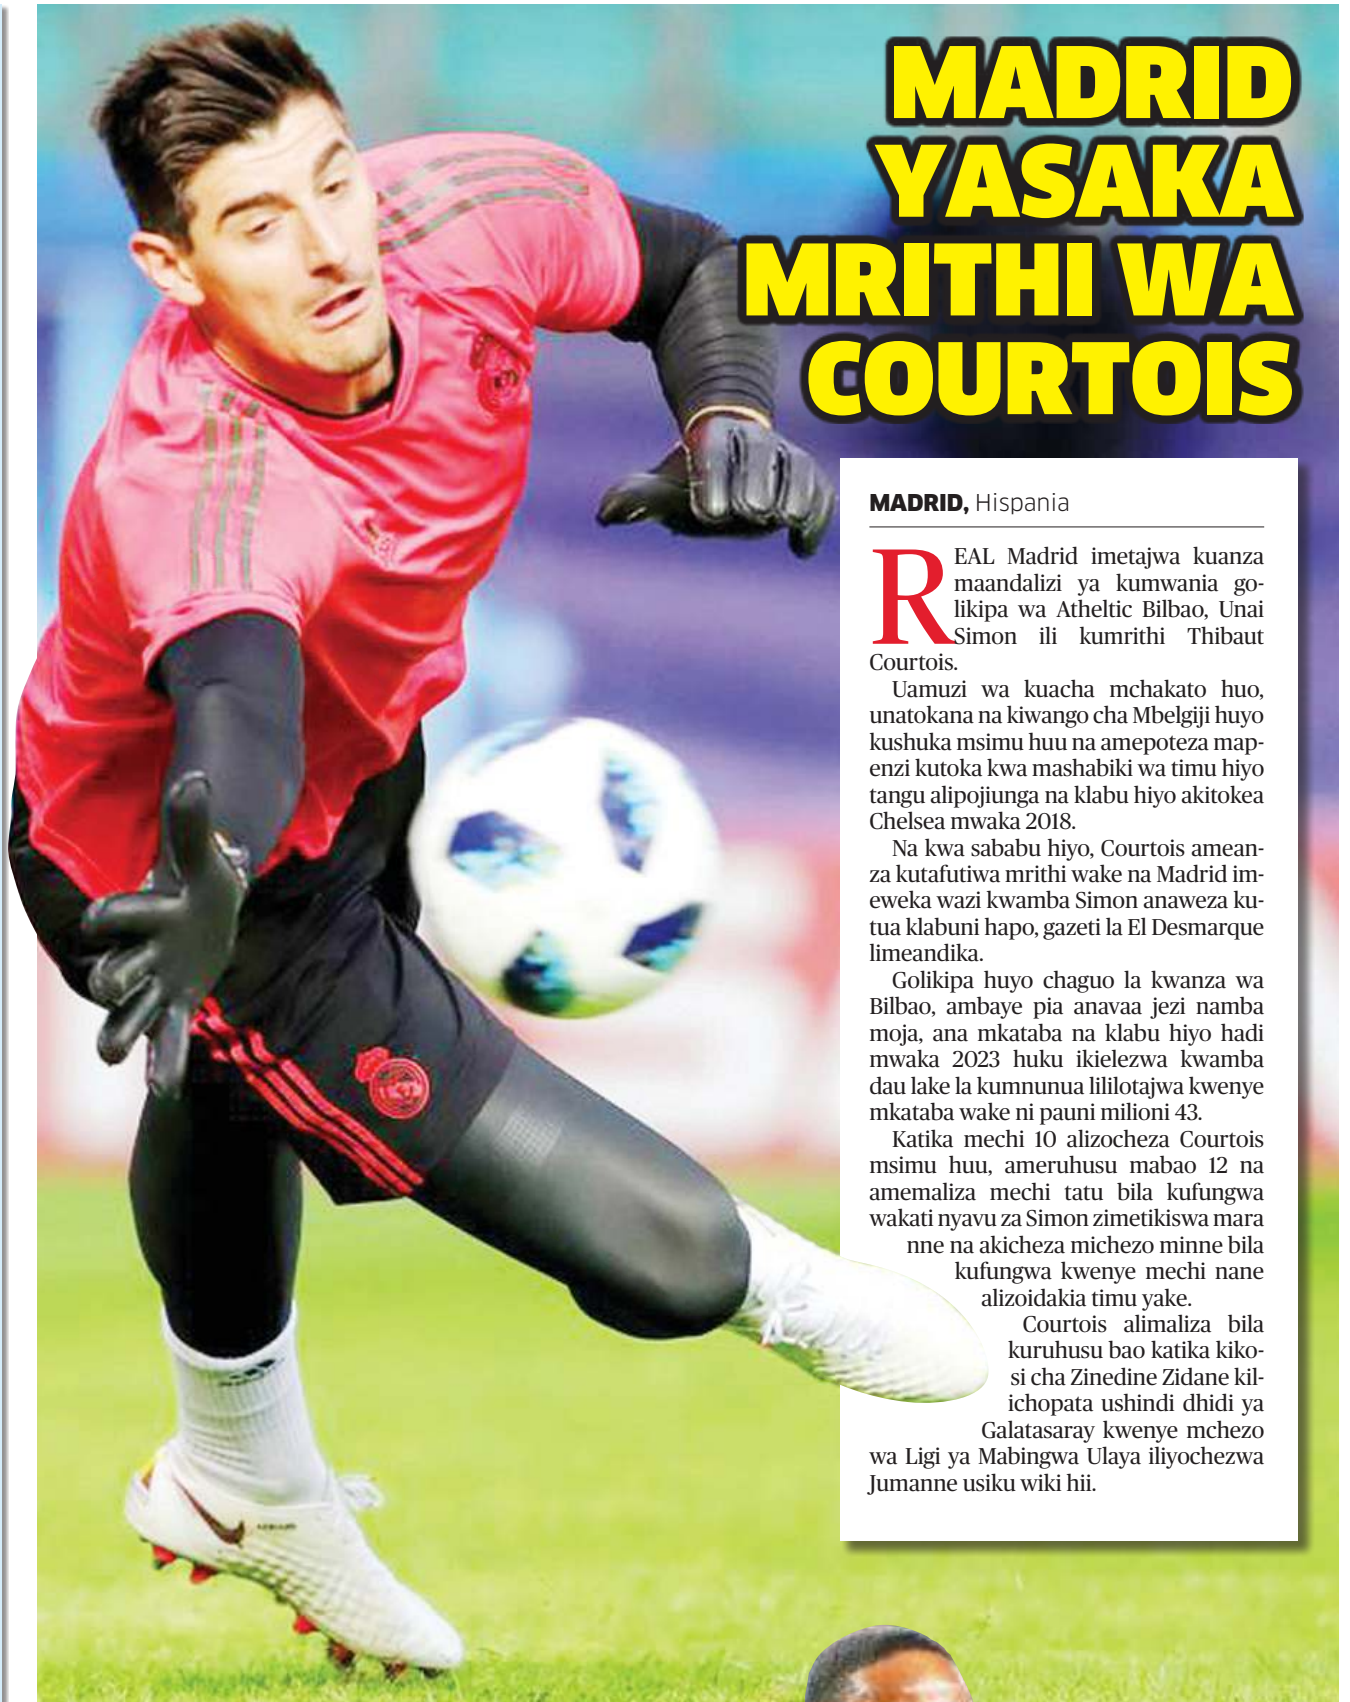 MADRID
YASAKA
MRITHI WA
COURTOIS
MADRID, Hispania
REAL Madrid imetajwa kuanza
maandalizi ya kumwania go-
likipa wa Atheltic Bilbao, Unai
Simon ili kumrithi Thibaut
Courtois.
Uamuzi wa kuacha mchakato huo,
unatokana na kiwango cha Mbelgiji huyo
kushuka msimu huu na amepoteza map-
enzi kutoka kwa mashabiki wa timu hiyo
tangu alipojiunga na klabu hiyo akitokea
Chelsea mwaka 2018.
Na kwa sababu hiyo, Courtois amean-
za kutafutiwa mrithi wake na Madrid im-
eweka wazi kwamba Simon anaweza ku-
tua klabuni hapo, gazeti la El Desmarque
limeandika.
Golikipa huyo chaguo la kwanza wa
Bilbao, ambaye pia anavaa jezi namba
moja, ana mkataba na klabu hiyo hadi
mwaka 2023 huku ikielezwa kwamba
dau lake la kumnunua lililotajwa kwenye
mkataba wake ni pauni milioni 43.
Katika mechi 10 alizocheza Courtois
msimu huu, ameruhusu mabao 12 na
amemaliza mechi tatu bila kufungwa
wakati nyavu za Simon zimetikiswa mara
nne na akicheza michezo minne bila
kufungwa kwenye mechi nane
alizoidakia timu yake.
Courtois alimaliza bila
kuruhusu bao katika kiko-
si cha Zinedine Zidane kil-
ichopata ushindi dhidi ya
Galatasaray kwenye mchezo
wa Ligi ya Mabingwa Ulaya iliyochezwa
Jumanne usiku wiki hii.